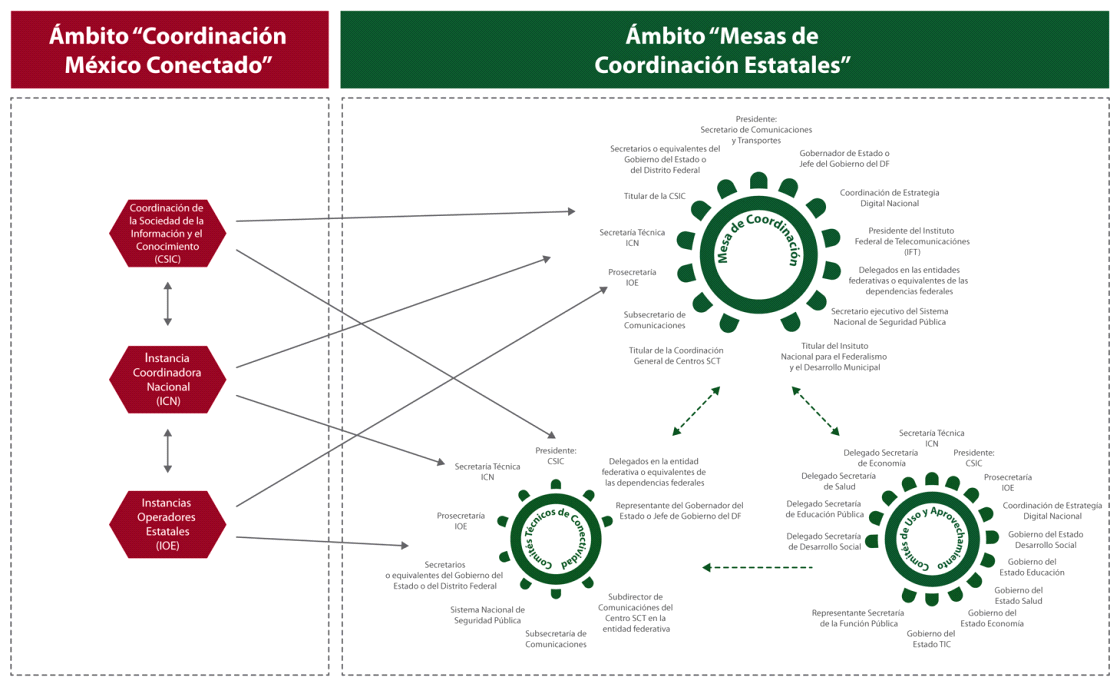 Ámbito “Coordinación
México Conectado”
Ámbito “Mesas de
Coordinación Estatales”
Coordinación de
la Sociedad de la
Información y el
Conocimiento
(CSIC)
Instancia
Coordinadora
Nacional
(ICN)
Instancias
Operadores
Estatales
(IOE)
Presidente:
Secretario de Comunicaciones
y Transportes
Gobernador de Estado o
Jefe del Gobierno del DF
Coordinación de Estrategia
Digital Nacional
Presidente del Instituto
Federal de Telecomunicaciónes
(IFT)
Delegados en las entidades
federativas o equivalentes de las
dependencias federales
Secretario ejecutivo del Sistema
Nacional de Seguridad Pública
Titular del Insituto
Nacional para el Federalismo
y el Desarrollo Municipal
Titular de la Coordinación
General de Centros SCT
Subsecretario de
Comunicaciones
Prosecretaría
IOE
Secretaría Técnica
ICN
Titular de la CSIC
Secretarios o equivalentes del
Gobierno del Estado o
del Distrito Federal
Mesa de Coordinación
Presidente:
CSIC
Delegados en la entidad
federativa o equivalentes de
las dependencias federales
Representante del Gobernador del
Estado o Jefe de Gobierno del DF
Subdirector de
Comunicaciónes del
Centro SCT en la
entidad federativa
Subsecretaría de
Comunicaciones
Sistema Nacional de
Seguridad Pública
Secretarios
o equivalentes del Gobierno del
Estado o del Distrito Federal
Prosecretaría
IOE
Secretaría Técnica
ICN
Comités Técnicos de Conectividad
Secretaría Técnica
ICN
Presidente:
CSIC
Prosecretaría
IOE
Coordinación de Estrategia
Digital Nacional
Gobierno del Estado
Desarrollo Social
Gobierno del
Estado Educación
Gobierno del
Estado Salud
Gobierno del
Estado Economía
Gobierno del
Estado TIC
Representante Secretaría
de la Función Pública
Delegado Secretaría
de Desarrollo Social
Delegado Secretaría
de Educación Pública
Delegado Secretaría
de Salud
Delegado Secretaría
de Economía
Comités de Uso y Aprovechamiento